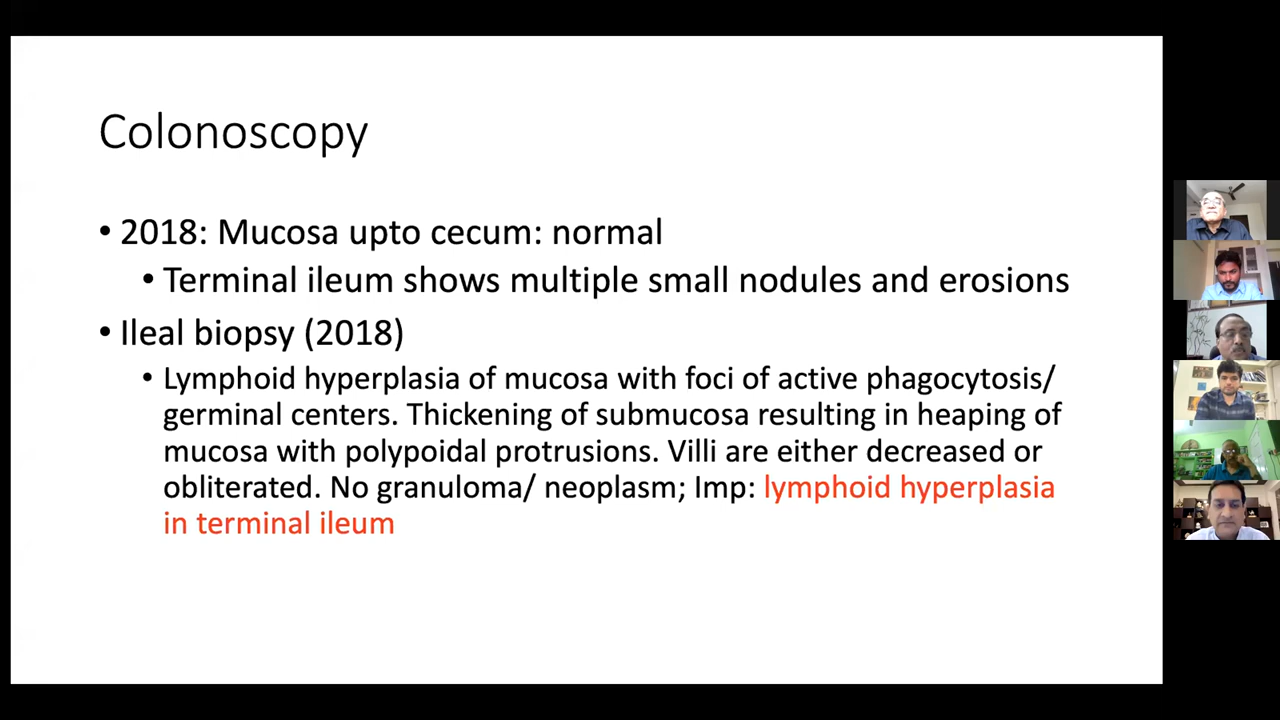 Colonoscopy
• 2018: Mucosa upto cecum: normal
• Terminal ileum shows multiple small nodules and erosions
• Ileal biopsy (2018)
• Lymphoid hyperplasia of mucosa with foci of active phagocytosis/
germinal centers. Thickening of submucosa resulting in heaping of
mucosa with polypoidal protrusions. Villi are either decreased or
obliterated. No granuloma/ neoplasm; Imp: lymphoid hyperplasia
in terminal ileum